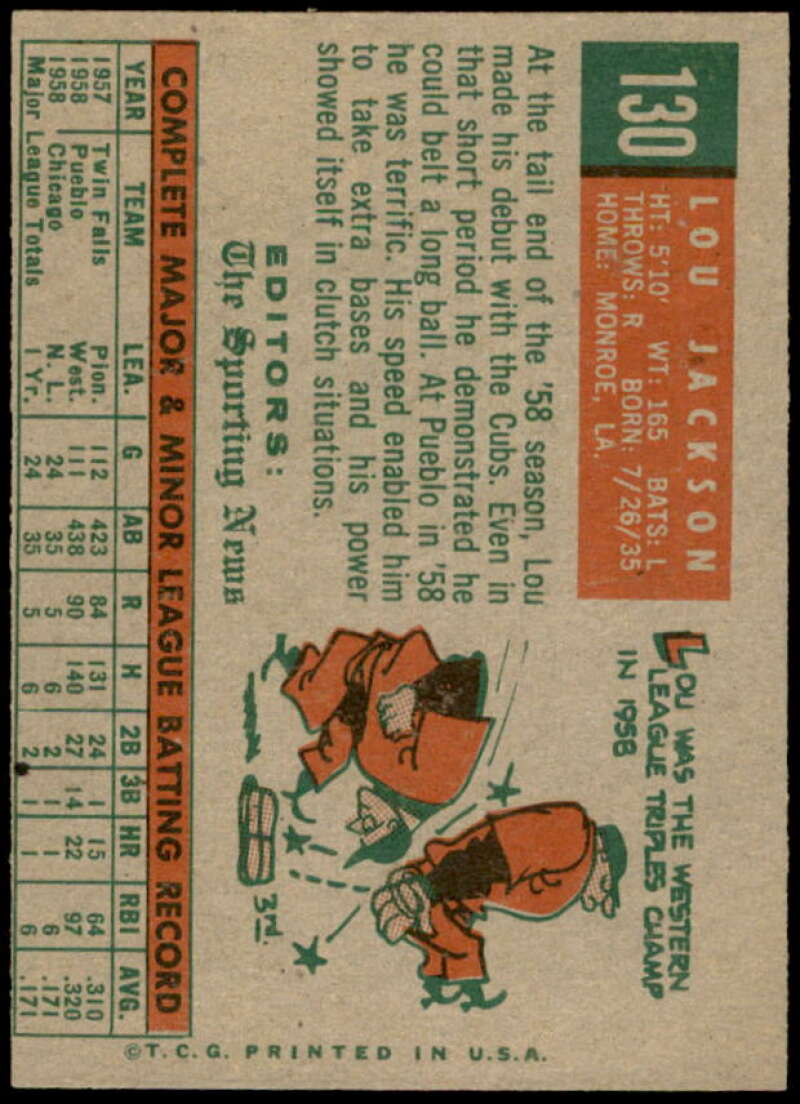 130
LOU JACKSON
HT: 5'10' WT: 165 BATS: L
THROWS: R BORN: 7/26/35
HOME: MONROE, LA.
At the tail end of the '58 season, Lou
made his debut with the Cubs. Even in
that short period he demonstrated he
could belt a long ball. At Pueblo in '58
he was terrific. His speed enabled him
to take extra bases and his power
showed itself in clutch situations.
EDITORS:
The Sporting News
LOU WAS THE WESTERN
LEAGUE TRIPLES CHAMP
IN 1958
3rd.
COMPLETE MAJOR & MINOR LEAGUE BATTING RECORD
YEAR TEAM LEA. G AB R H 2B 3B HR RBI AVG.
1957 Twin Falls Pion. 112 423 84 131 24 1 15 64 .310
1958 Pueblo West. 111 438 90 140 27 14 22 97 .320
1958 Chicago N. L. 24 35 5 6 2 1 1 6 .171
Major League Totals 1 Yr. 24 35 5 6 2 1 1 6 .171
© T.C.G. PRINTED IN U.S.A.